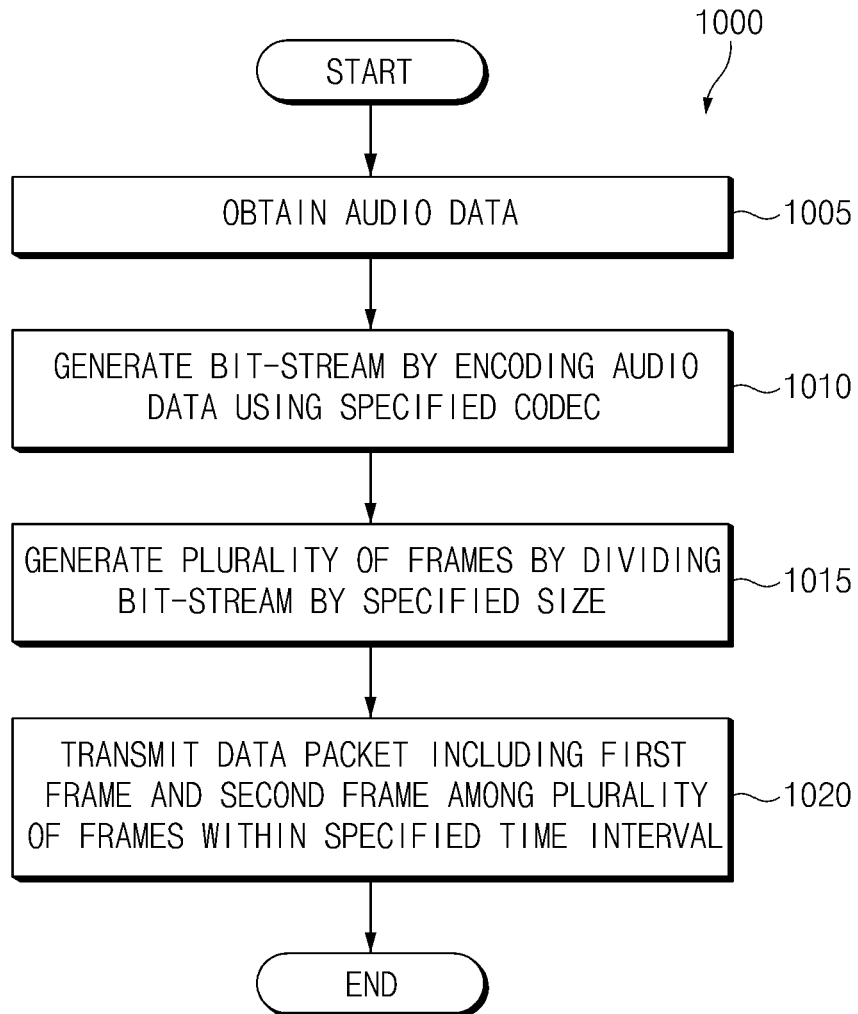 1000
START
OBTAIN AUDIO DATA
1005
GENERATE BIT-STREAM BY ENCODING AUDIO
DATA USING SPECIFIED CODEC
1010
GENERATE PLURALITY OF FRAMES BY DIVIDING
BIT-STREAM BY SPECIFIED SIZE
1015
TRANSMIT DATA PACKET INCLUDING FIRST
FRAME AND SECOND FRAME AMONG PLURALITY
OF FRAMES WITHIN SPECIFIED TIME INTERVAL
1020
END